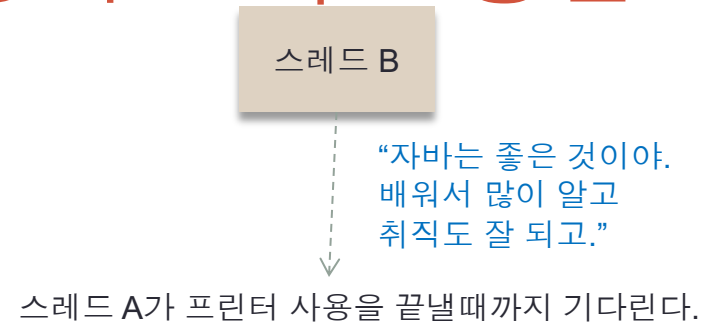 스레드 B
“자바는 좋은 것이야.
배워서 많이 알고
취직도 잘 되고.”
스레드 A가 프린터 사용을 끝낼때까지 기다린다.